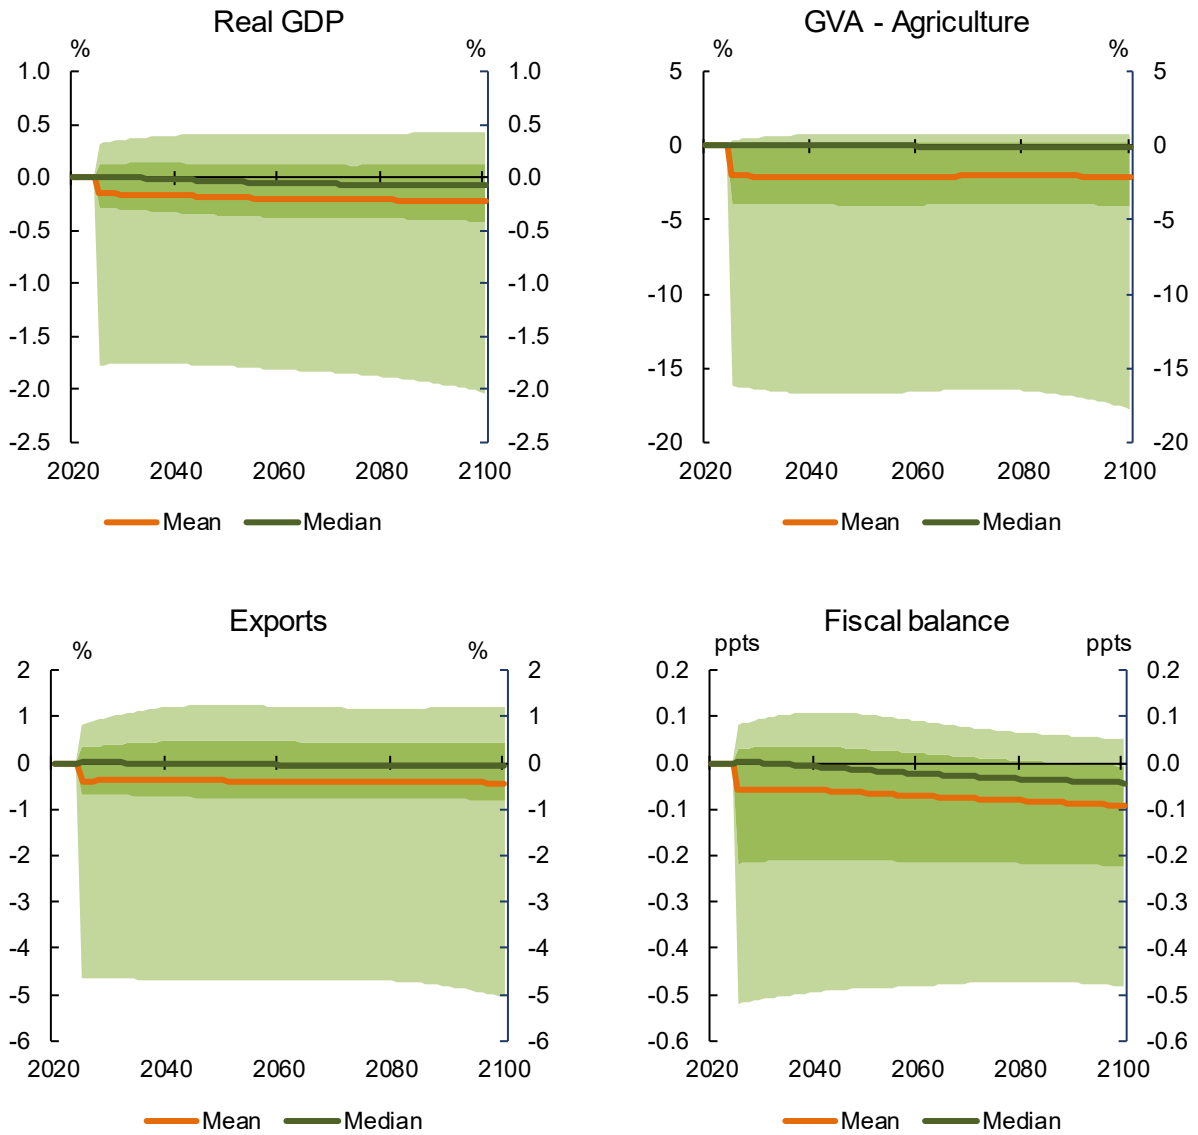 Real GDP
% %
1.0 1.0
0.5 0.5
0.0 0.0
-0.5 -0.5
-1.0 -1.0
-1.5 -1.5
-2.0 -2.0
-2.5 -2.5
2020 2040 2060 2080 2100
Mean Median
GVA - Agriculture
% %
5 5
0 0
-5 -5
-10 -10
-15 -15
-20 -20
2020 2040 2060 2080 2100
Mean Median
Exports
% %
2 2
1 1
0 0
-1 -1
-2 -2
-3 -3
-4 -4
-5 -5
-6 -6
2020 2040 2060 2080 2100
Mean Median
Fiscal balance
ppts ppts
0.2 0.2
0.1 0.1
0.0 0.0
-0.1 -0.1
-0.2 -0.2
-0.3 -0.3
-0.4 -0.4
-0.5 -0.5
-0.6 -0.6
2020 2040 2060 2080 2100
Mean Median